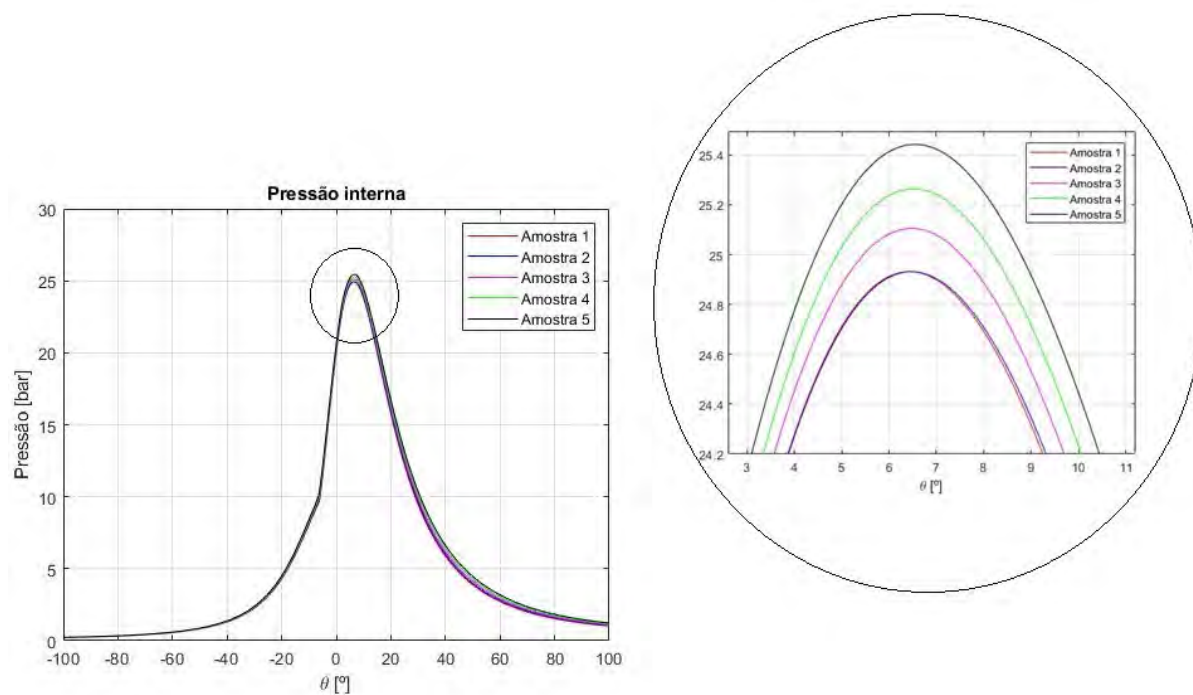 Pressão interna
Pressão [bar]
30
25
20
15
10
5
0
-100 -80 -60 -40 -20 0 20 40 60 80 100
θ [º]
Amostra 1
Amostra 2
Amostra 3
Amostra 4
Amostra 5
25.4
25.2
25
24.8
24.6
24.4
24.2
3 4 5 6 7 8 9 10 11
θ [º]
Amostra 1
Amostra 2
Amostra 3
Amostra 4
Amostra 5